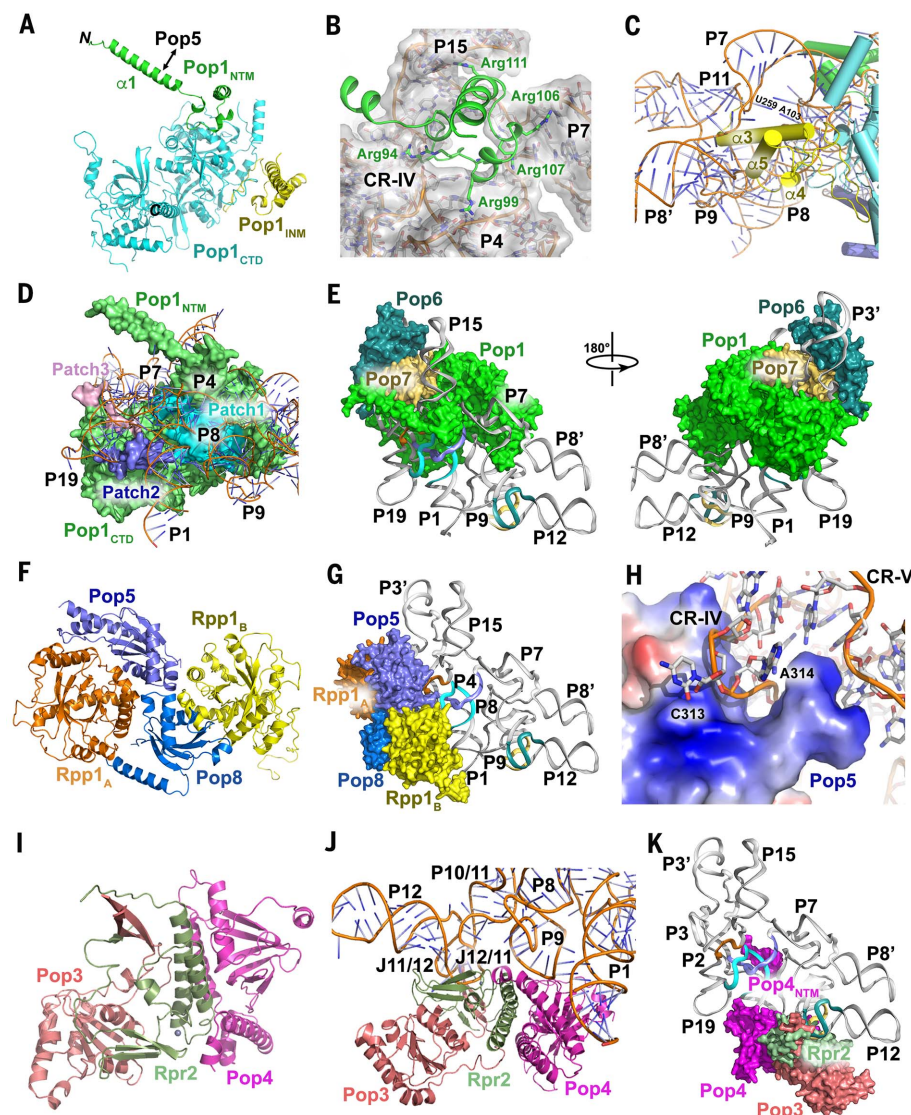 A
N
Pop5
Pop1NTM
α1
Pop1INM
Pop1CTD
B
P15
Arg111
Arg106
P7
Arg94
CR-IV
Arg107
Arg99
P4
C
P7
P11
U259 A103
α3
α5
α4
P8'
P9
P8
D
Pop1NTM
Patch3
P7
P4
Patch1
P8
P19
Patch2
P9
Pop1CTD
P1
E
Pop6
P15
Pop1
Pop7
P7
P8'
P19
P1
P9
P12
180°
Pop6
P3'
Pop1
Pop7
P8'
P12
P9
P1
P19
F
Pop5
Rpp1B
Rpp1A
Pop8
G
P3'
P15
Pop5
P7
Rpp1A
P4
P8
P8'
Pop8
P9
P1
P12
Rpp1B
H
CR-V
CR-IV
A314
C313
Pop5
I
Pop3
Rpr2
Pop4
J
P10/11
P12
P8
P9
J11/12
J12/11
P1
Pop3
Rpr2
Pop4
K
P3'
P15
P3
P7
P2
P8'
Pop4NTM
P19
Rpr2
P12
Pop4
Pop3